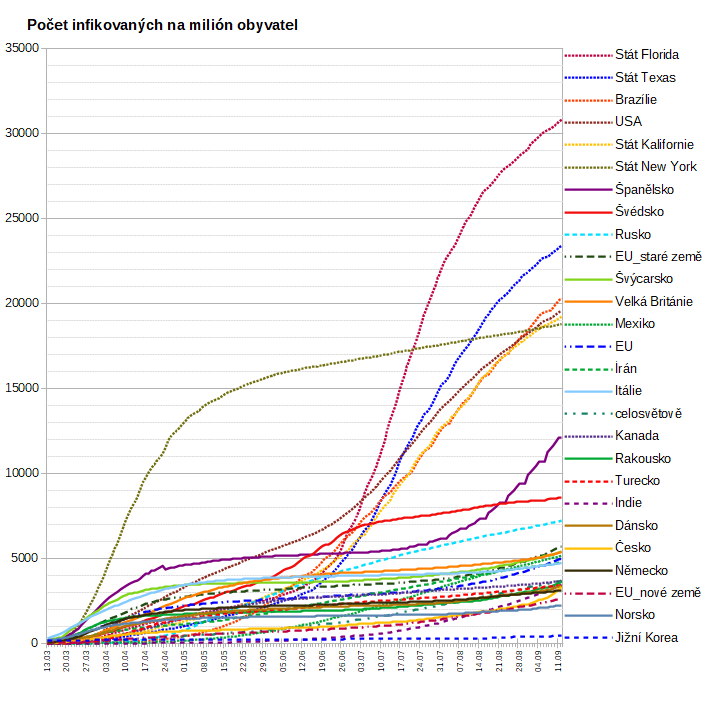 Počet infikovaných na milión obyvatel
35000
30000
25000
20000
15000
10000
5000
0
13.03
20.03
27.03
03.04
10.04
17.04
24.04
01.05
08.05
15.05
22.05
29.05
05.06
12.06
19.06
26.06
03.07
10.07
17.07
24.07
31.07
07.08
14.08
21.08
28.08
04.09
11.09
Stát Florida
Stát Texas
Brazílie
USA
Stát Kalifornie
Stát New York
Španělsko
Švédsko
Rusko
EU_staré země
Švýcarsko
Velká Británie
Mexiko
EU
Írán
Itálie
celosvětově
Kanada
Rakousko
Turecko
Indie
Dánsko
Česko
Německo
EU_nové země
Norsko
Jižní Korea